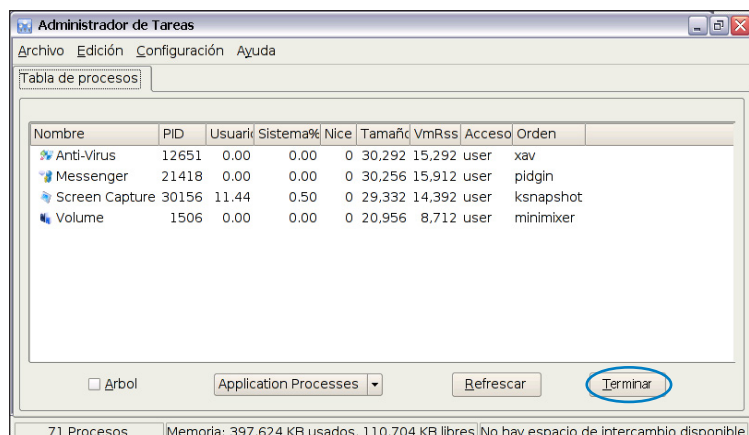 Administrador de Tareas
Archivo Edición Configuración Ayuda
Tabla de procesos
Nombre PID Usuari Sistema% Nice Tamaño VmRss Acceso Orden
Anti-Virus 12651 0.00 0.00 0 30,292 15,292 user xav
Messenger 21418 0.00 0.00 0 30,256 15,912 user pidgin
Screen Capture 30156 11.44 0.50 0 29,332 14,392 user ksnapshot
Volume 1506 0.00 0.00 0 20,956 8,712 user minimixer
Arbol Application Processes Refrescar Terminar
71 Procesos Memoria: 397,624 KB usados, 110,704 KB libres No hay espacio de intercambio disponible